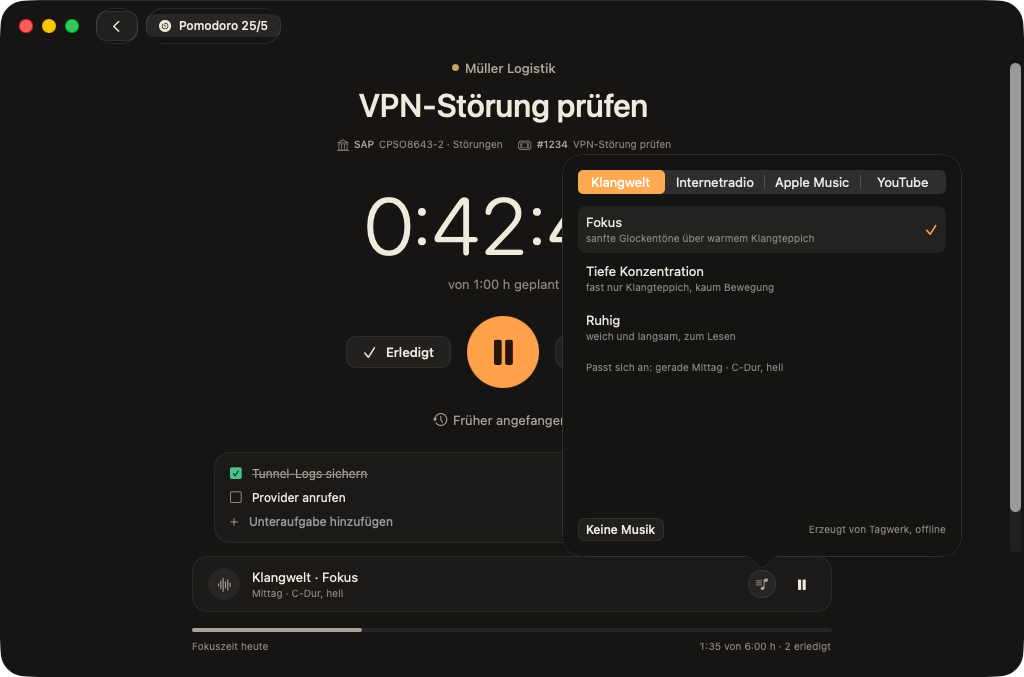 Pomodoro 25/5
Müller Logistik
VPN-Störung prüfen
SAP CPSO8643-2 · Störungen #1234 VPN-Störung prüfen
0:42:4
von 1:00 h geplant
Erledigt
Früher angefangen
Tunnel-Logs sichern
Provider anrufen
+ Unteraufgabe hinzufügen
Klangwelt Internetradio Apple Music YouTube
Fokus
sanfte Glockentöne über warmem Klangteppich
Tiefe Konzentration
fast nur Klangteppich, kaum Bewegung
Ruhig
weich und langsam, zum Lesen
Passt sich an: gerade Mittag · C-Dur, hell
Keine Musik
Erzeugt von Tagwerk, offline
Klangwelt · Fokus
Mittag · C-Dur, hell
Fokuszeit heute
1:35 von 6:00 h · 2 erledigt